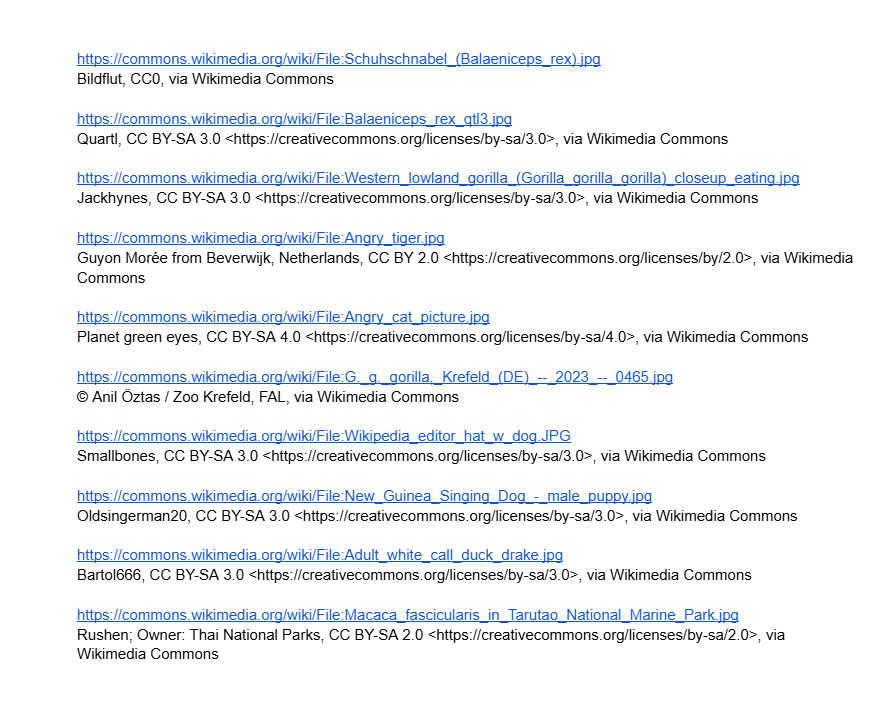 https://commons.wikimedia.org/wiki/File:Schuhschnabel_(Balaeniceps_rex).jpg
Bildflut, CC0, via Wikimedia Commons
https://commons.wikimedia.org/wiki/File:Balaeniceps_rex_qtl3.jpg
Quartl, CC BY-SA 3.0 <https://creativecommons.org/licenses/by-sa/3.0>, via Wikimedia Commons
https://commons.wikimedia.org/wiki/File:Western_lowland_gorilla_(Gorilla_gorilla_gorilla)_closeup_eating.jpg
Jackhynes, CC BY-SA 3.0 <https://creativecommons.org/licenses/by-sa/3.0>, via Wikimedia Commons
https://commons.wikimedia.org/wiki/File:Angry_tiger.jpg
Guyon Morée from Beverwijk, Netherlands, CC BY 2.0 <https://creativecommons.org/licenses/by/2.0>, via Wikimedia
Commons
https://commons.wikimedia.org/wiki/File:Angry_cat_picture.jpg
Planet green eyes, CC BY-SA 4.0 <https://creativecommons.org/licenses/by-sa/4.0>, via Wikimedia Commons
https://commons.wikimedia.org/wiki/File:G._g._gorilla,_Krefeld_(DE)_--_2023_--_0465.jpg
© Anil Öztas / Zoo Krefeld, FAL, via Wikimedia Commons
https://commons.wikimedia.org/wiki/File:Wikipedia_editor_hat_w_dog.JPG
Smallbones, CC BY-SA 3.0 <https://creativecommons.org/licenses/by-sa/3.0>, via Wikimedia Commons
https://commons.wikimedia.org/wiki/File:New_Guinea_Singing_Dog_-_male_puppy.jpg
Oldsingerman20, CC BY-SA 3.0 <https://creativecommons.org/licenses/by-sa/3.0>, via Wikimedia Commons
https://commons.wikimedia.org/wiki/File:Adult_white_call_duck_drake.jpg
Bartol666, CC BY-SA 3.0 <https://creativecommons.org/licenses/by-sa/3.0>, via Wikimedia Commons
https://commons.wikimedia.org/wiki/File:Macaca_fascicularis_in_Tarutao_National_Marine_Park.jpg
Rushen; Owner: Thai National Parks, CC BY-SA 2.0 <https://creativecommons.org/licenses/by-sa/2.0>, via
Wikimedia Commons